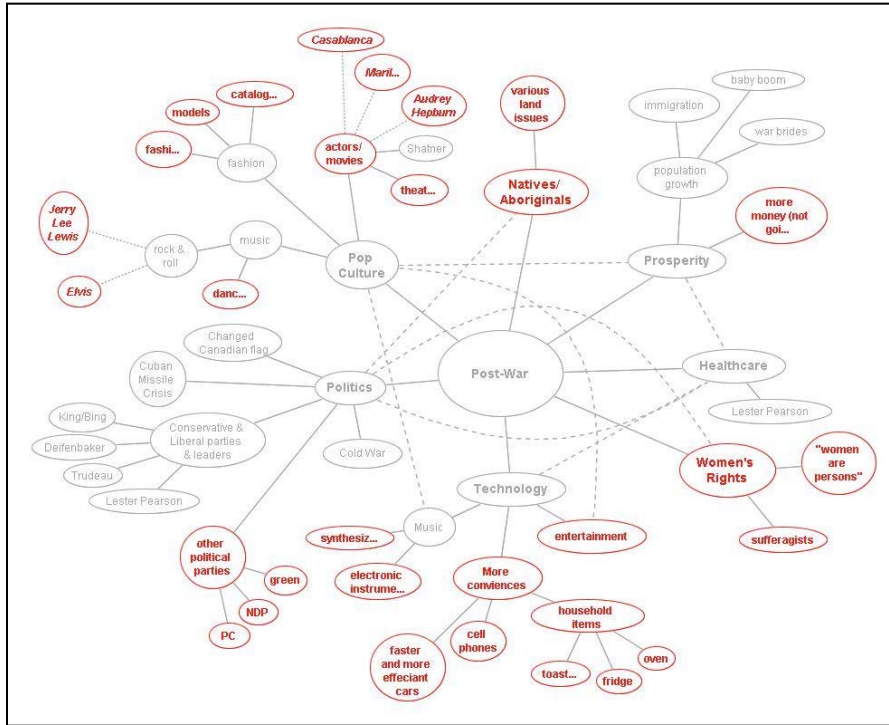 Casablanca
Maril...
Audrey
Hepburn
catalog...
models
fashi...
fashion
actors/
movies
Shatner
theat...
various
land
issues
Natives/
Aboriginals
baby boom
immigration
war brides
population
growth
more
money (not
goi...
Prosperity
Jerry
Lee
Lewis
rock &
roll
music
Elvis
danc...
Pop
Culture
Changed
Canadian flag
Cuban
Missile
Crisis
Politics
Post-War
Healthcare
Lester Pearson
King/Bing
Deifenbaker
Trudeau
Lester Pearson
Conservative &
Liberal parties
& leaders
Cold War
Women's
Rights
"women
are
persons"
sufferagists
Technology
Music
synthesiz...
electronic
instrume...
entertainment
other
political
parties
green
NDP
PC
More
conviences
household
items
faster
and more
effeciant
cars
cell
phones
toast...
fridge
oven